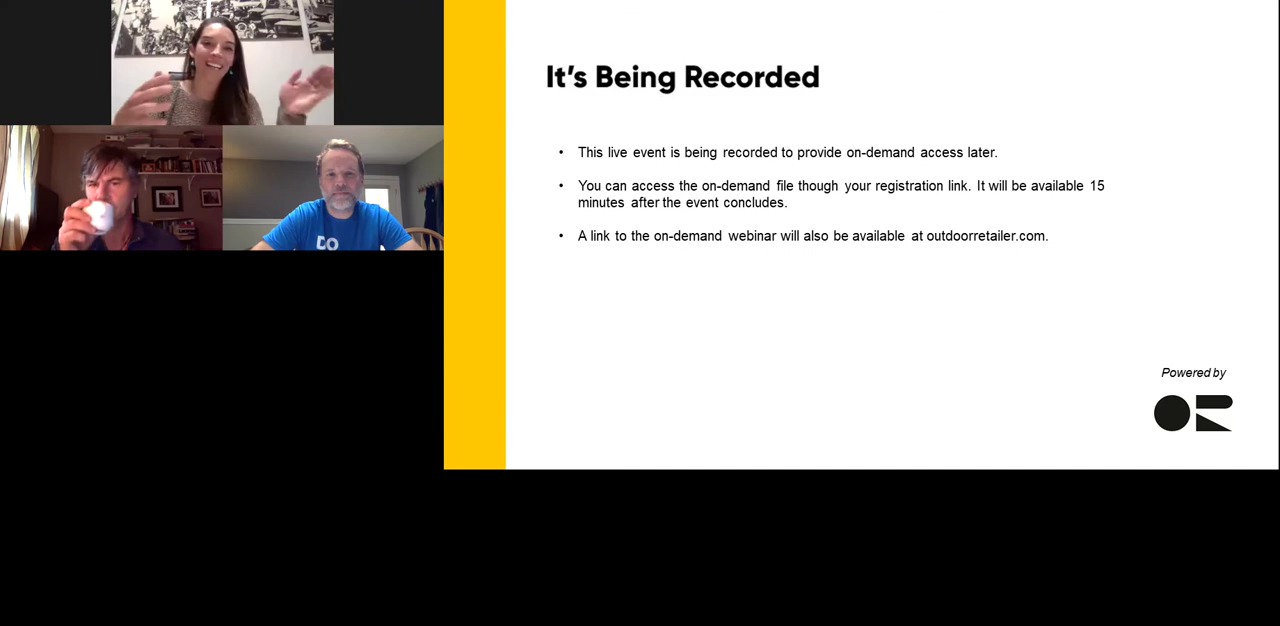 DO
It's Being Recorded
• This live event is being recorded to provide on-demand access later.
• You can access the on-demand file though your registration link. It will be available 15
minutes after the event concludes.
• A link to the on-demand webinar will also be available at outdoorretailer.com.
Powered by
OR